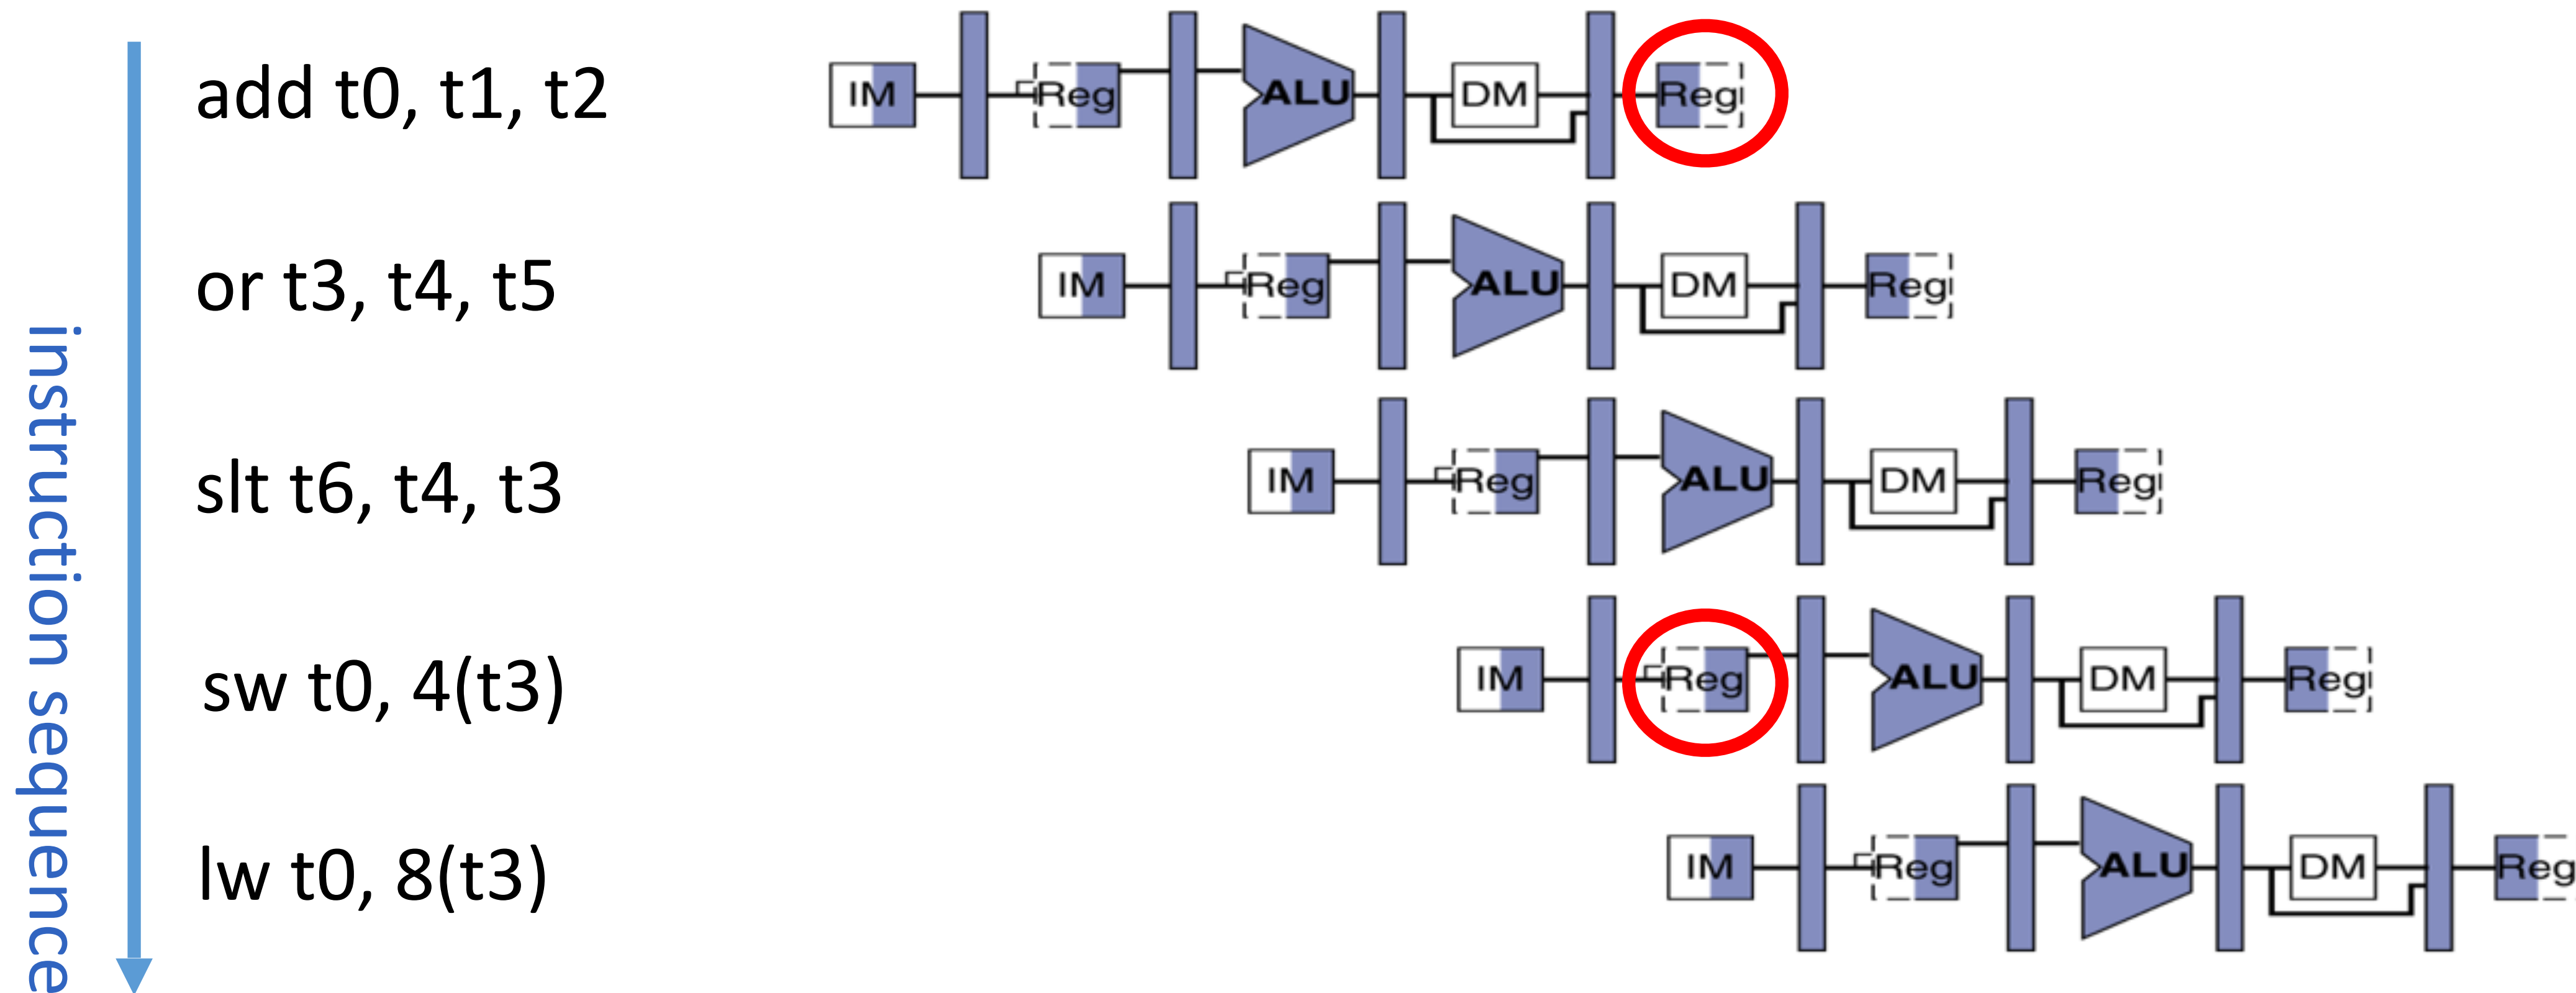 instruction sequence
add t0, t1, t2
IM Reg ALU DM Reg
or t3, t4, t5
IM Reg ALU DM Reg
slt t6, t4, t3
IM Reg ALU DM Reg
sw t0, 4(t3)
IM Reg ALU DM Reg
lw t0, 8(t3)
IM Reg ALU DM Reg